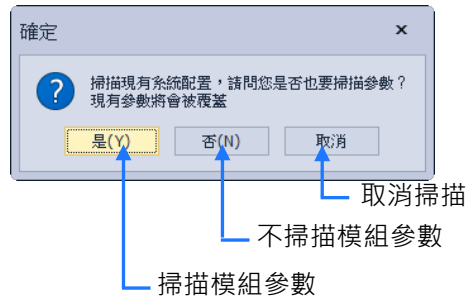 確定
掃描現有系統配置，請問您是否也要掃描參數？
現有參數將會被覆蓋
是(Y) 否(N) 取消
取消掃描
不掃描模組參數
掃描模組參數